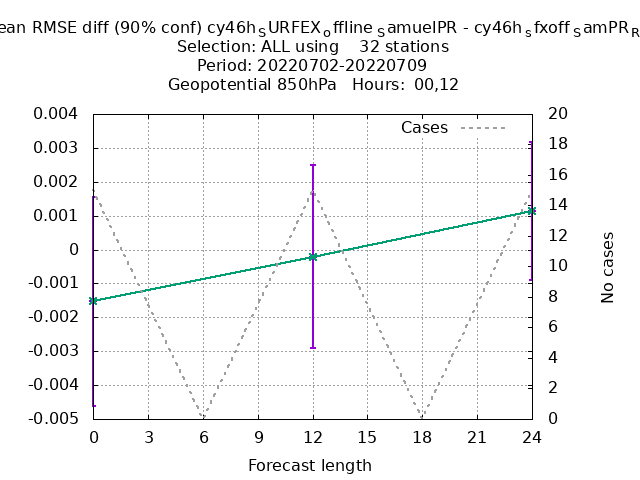 ean RMSE diff (90% conf) cy46hSURFEXoffline SamuelPR - cy46hsfxoffSamPRR
Selection: ALL using 32 stations
Period: 20220702-20220709
Geopotential 850hPa Hours: 00,12
Cases
0.004
0.003
0.002
0.001
0
-0.001
-0.002
-0.003
-0.004
-0.005
20
18
16
14
12
10
8
6
4
2
0
No cases
0 3 6 9 12 15 18 21 24
Forecast length